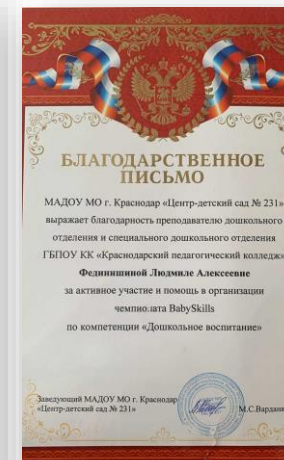 БЛАГОДАРСТВЕННОЕ
ПИСЬМО
МАДОУ МО г. Краснодар «Центр-детский сад № 231»
выражает благодарность преподавателю дошкольного
отделения и специального дошкольного отделения
ГБПОУ КК «Краснодарский педагогический колледж»
Фединишиной Людмиле Алексеевне
за активное участие и помощь в организации
чемпионата BabySkills
по компетенции «Дошкольное воспитание»
Заведующий МАДОУ МО г. Краснодар
«Центр-детский сад № 231»
М.С.Вардан